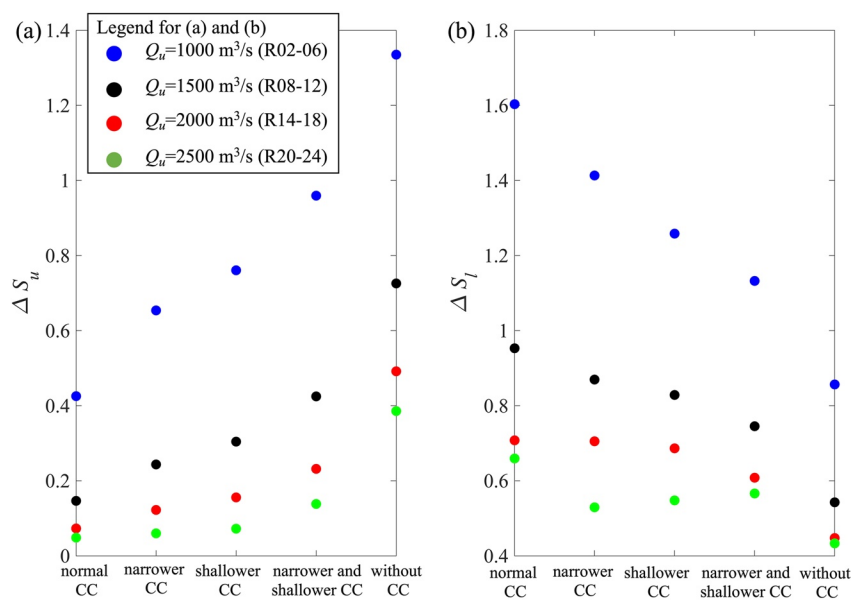 (a)
Legend for (a) and (b)
Qu=1000 m³/s (R02-06)
Qu=1500 m³/s (R08-12)
Qu=2000 m³/s (R14-18)
Qu=2500 m³/s (R20-24)
1.4
1.2
1
0.8
0.6
0.4
0.2
0
Δ Su
normal CC
narrower CC
shallower CC
narrower and shallower CC
without CC
(b)
1.8
1.6
1.4
1.2
1
0.8
0.6
0.4
Δ Sl
normal CC
narrower CC
shallower CC
narrower and shallower CC
without CC